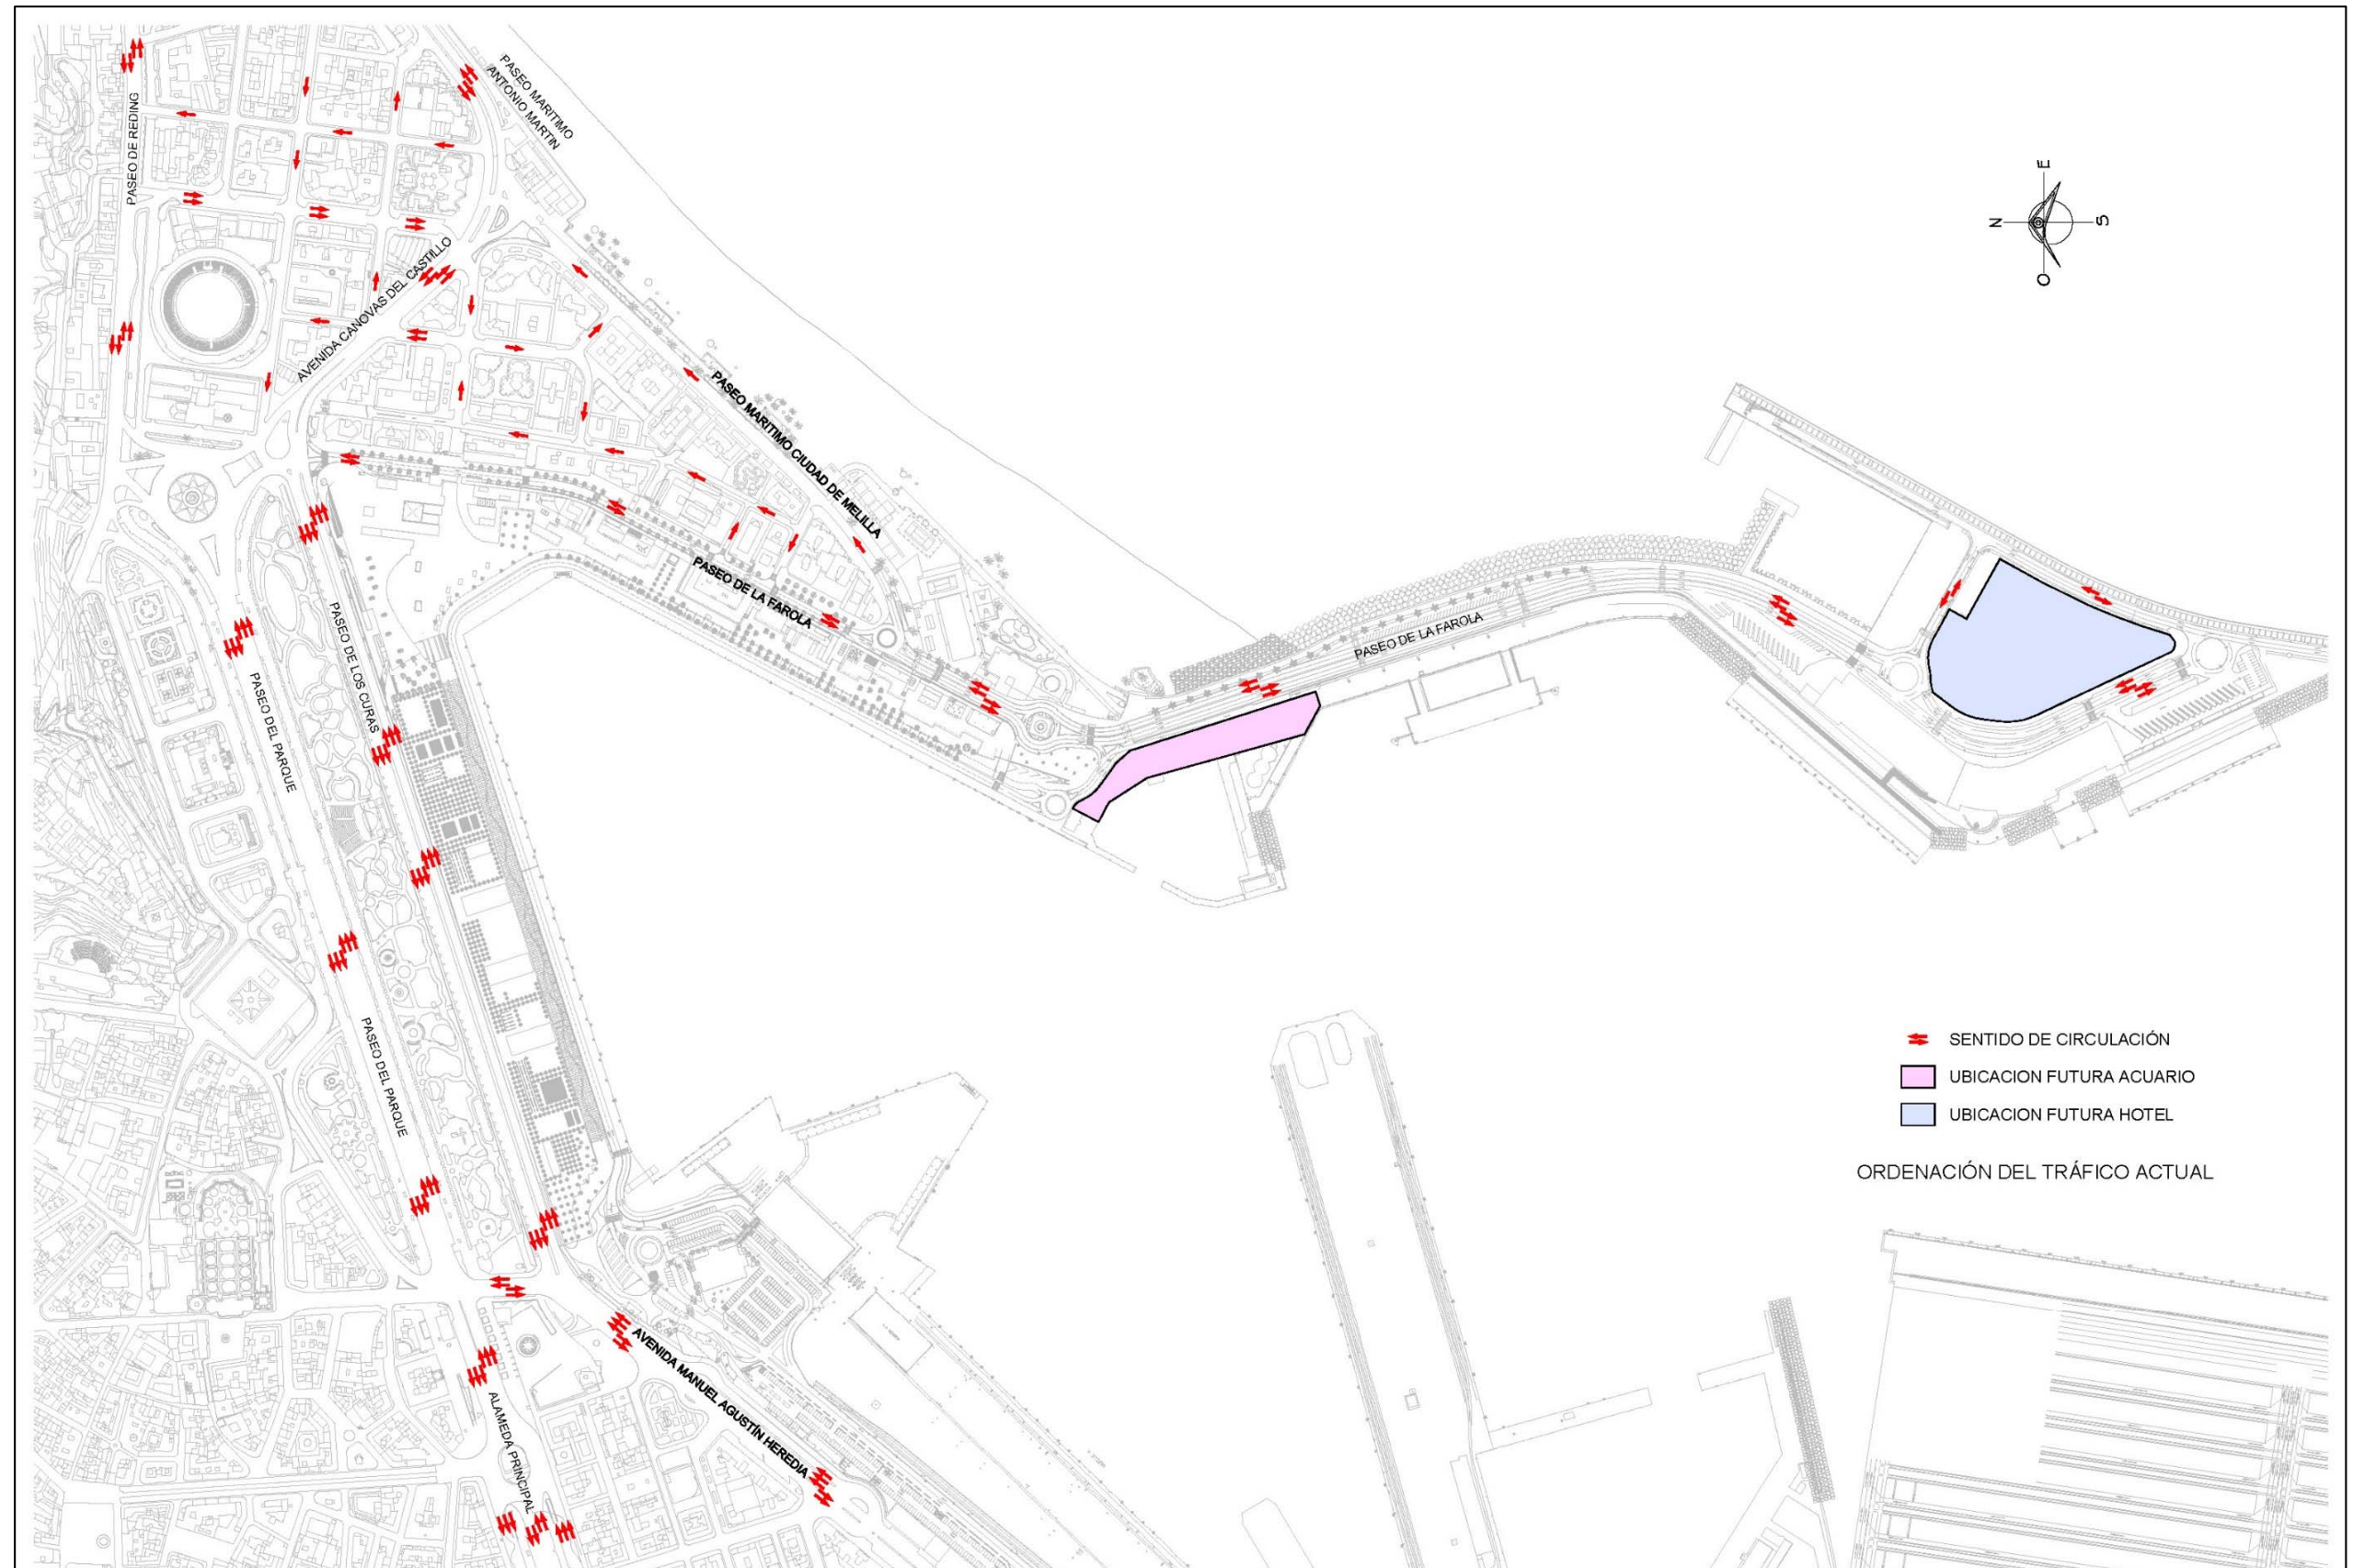 PASEO MARITIMO
ANTONIO MARTIN
PASEO DE REDING
AVENIDA CANOVAS DEL CASTILLO
PASEO MARITIMO CIUDAD DE MELILLA
PASEO DE LA FAROLA
PASEO DE LA FAROLA
PASEO DE LOS CURAS
PASEO DEL PARQUE
PASEO DEL PARQUE
AVENIDA MANUEL AGUSTÍN HEREDIA
ALAMEDA PRINCIPAL
E
N
S
O
SENTIDO DE CIRCULACIÓN
UBICACION FUTURA ACUARIO
UBICACION FUTURA HOTEL
ORDENACIÓN DEL TRÁFICO ACTUAL